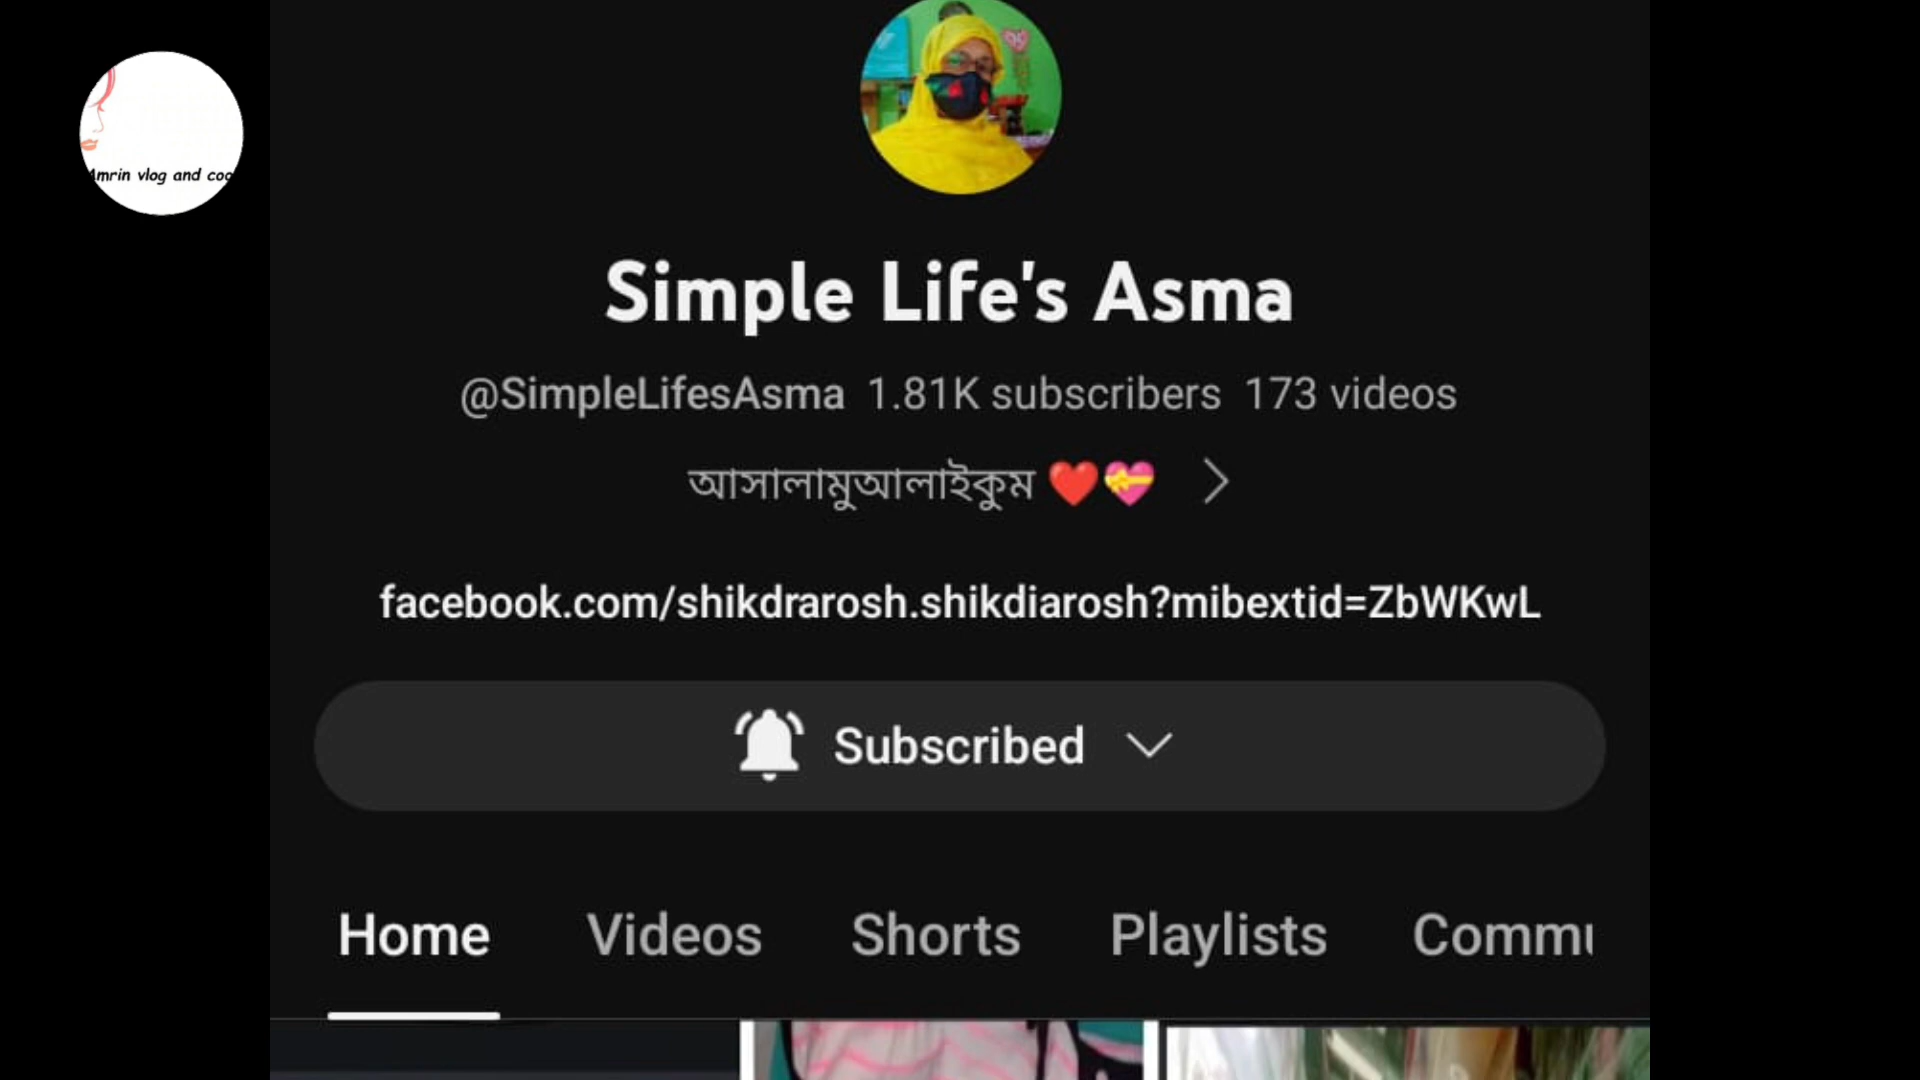 Amrin vlog and coo
Simple Life's Asma
@SimpleLifesAsma 1.81K subscribers 173 videos
আসালামুআলাইকুম ❤️💝 >
facebook.com/shikdrarosh.shikdiarosh?mibextid=ZbWKwL
Subscribed
Home Videos Shorts Playlists Commu